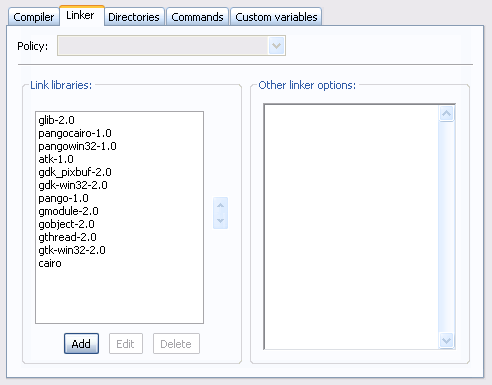 Compiler Linker Directories Commands Custom variables
Policy:
Link libraries: Other linker options:
glib-2.0
pangocairo-1.0
pangowin32-1.0
atk-1.0
gdk_pixbuf-2.0
gdk-win32-2.0
pango-1.0
gmodule-2.0
gobject-2.0
gthread-2.0
gtk-win32-2.0
cairo
Add Edit Delete